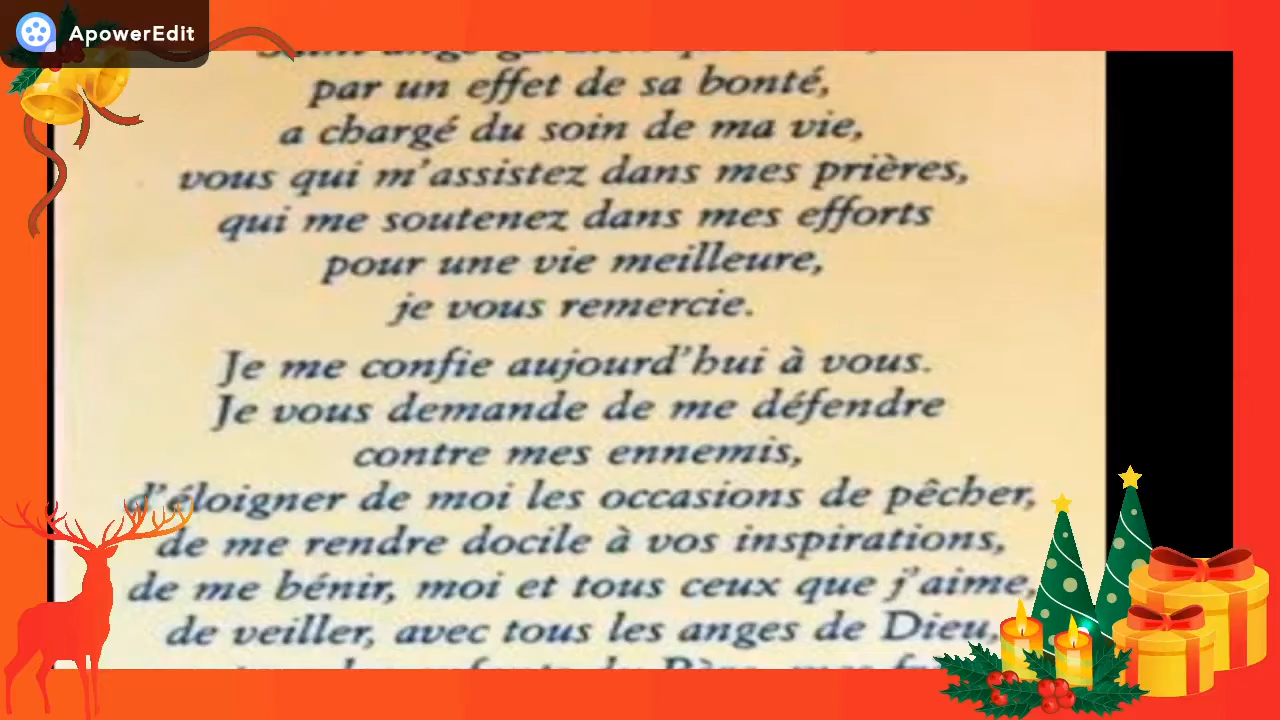 ApowerEdit
par un effet de sa bonté,
a chargé du soin de ma vie,
vous qui m'assistez dans mes prières,
qui me soutenez dans mes efforts
pour une vie meilleure,
je vous remercie.
Je me confie aujourd'hui à vous.
Je vous demande de me défendre
contre mes ennemis,
d'éloigner de moi les occasions de pêcher,
de me rendre docile à vos inspirations,
de me bénir, moi et tous ceux que j'aime,
de veiller, avec tous les anges de Dieu,